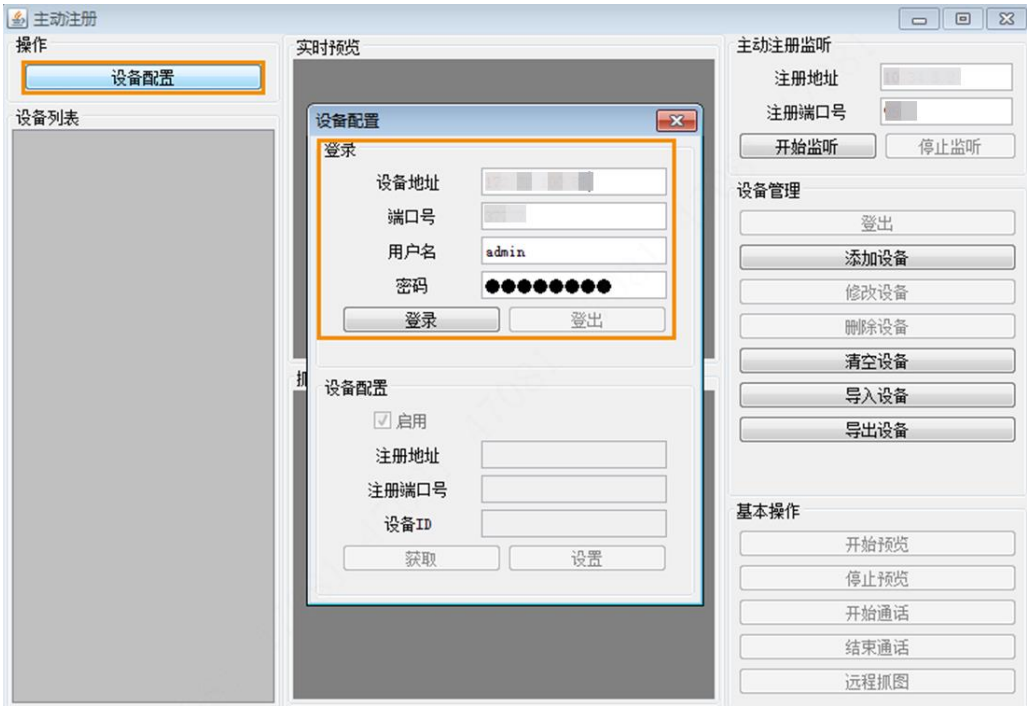 主动注册
操作
设备配置
设备列表
实时预览
设备配置
登录
设备地址
端口号
用户名 admin
密码 ●●●●●●●●
登录 登出
设备配置
启用
注册地址
注册端口号
设备ID
获取 设置
主动注册监听
注册地址
注册端口号
开始监听 停止监听
设备管理
登出
添加设备
修改设备
删除设备
清空设备
导入设备
导出设备
基本操作
开始预览
停止预览
开始通话
结束通话
远程抓图